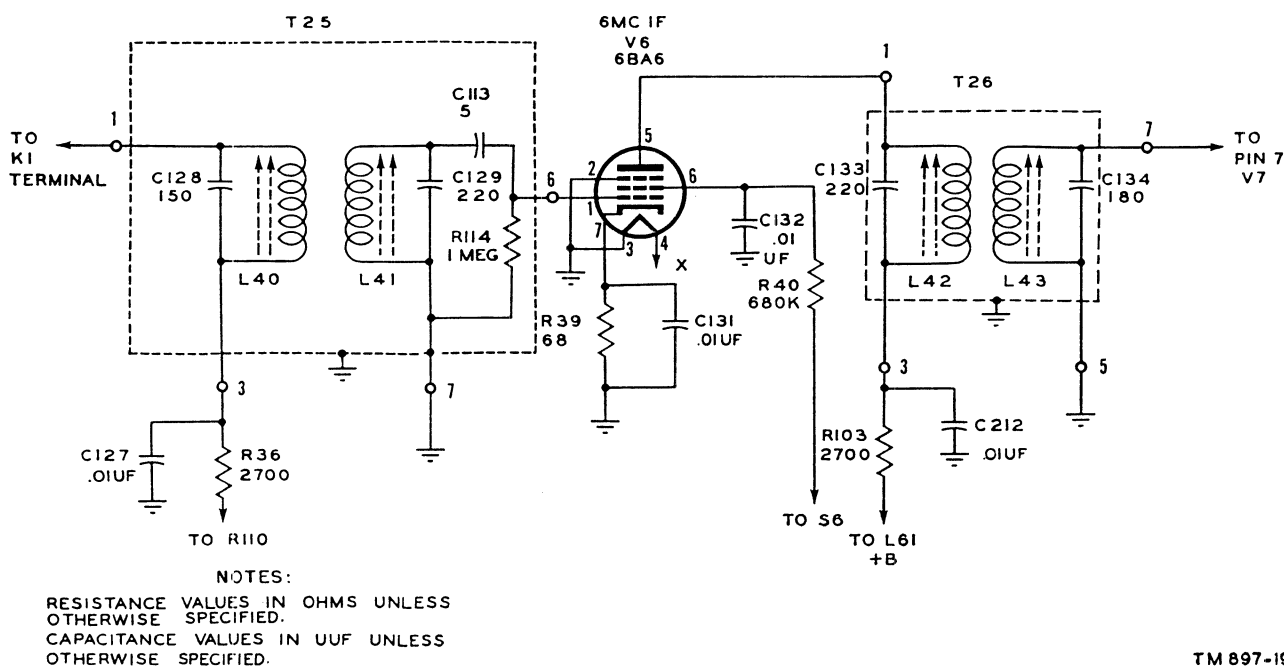 T25
6MC IF
V6
6BA6
1
T26
1
TO
K1
TERMINAL
C113
5
5
7
TO
PIN 7
V7
C128
150
C129
220
6
2
1
6
7
3
4
X
C132
.01
UF
C133
220
C134
180
R114
1 MEG
L40
L41
R40
680K
L42
L43
R39
68
C131
.01UF
3
7
3
5
C127
.01UF
R36
2700
R103
2700
C212
.01UF
TO R110
TO S6
TO L61
+B
NOTES:
RESISTANCE VALUES IN OHMS UNLESS
OTHERWISE SPECIFIED.
CAPACITANCE VALUES IN UUF UNLESS
OTHERWISE SPECIFIED.
TM 897-19